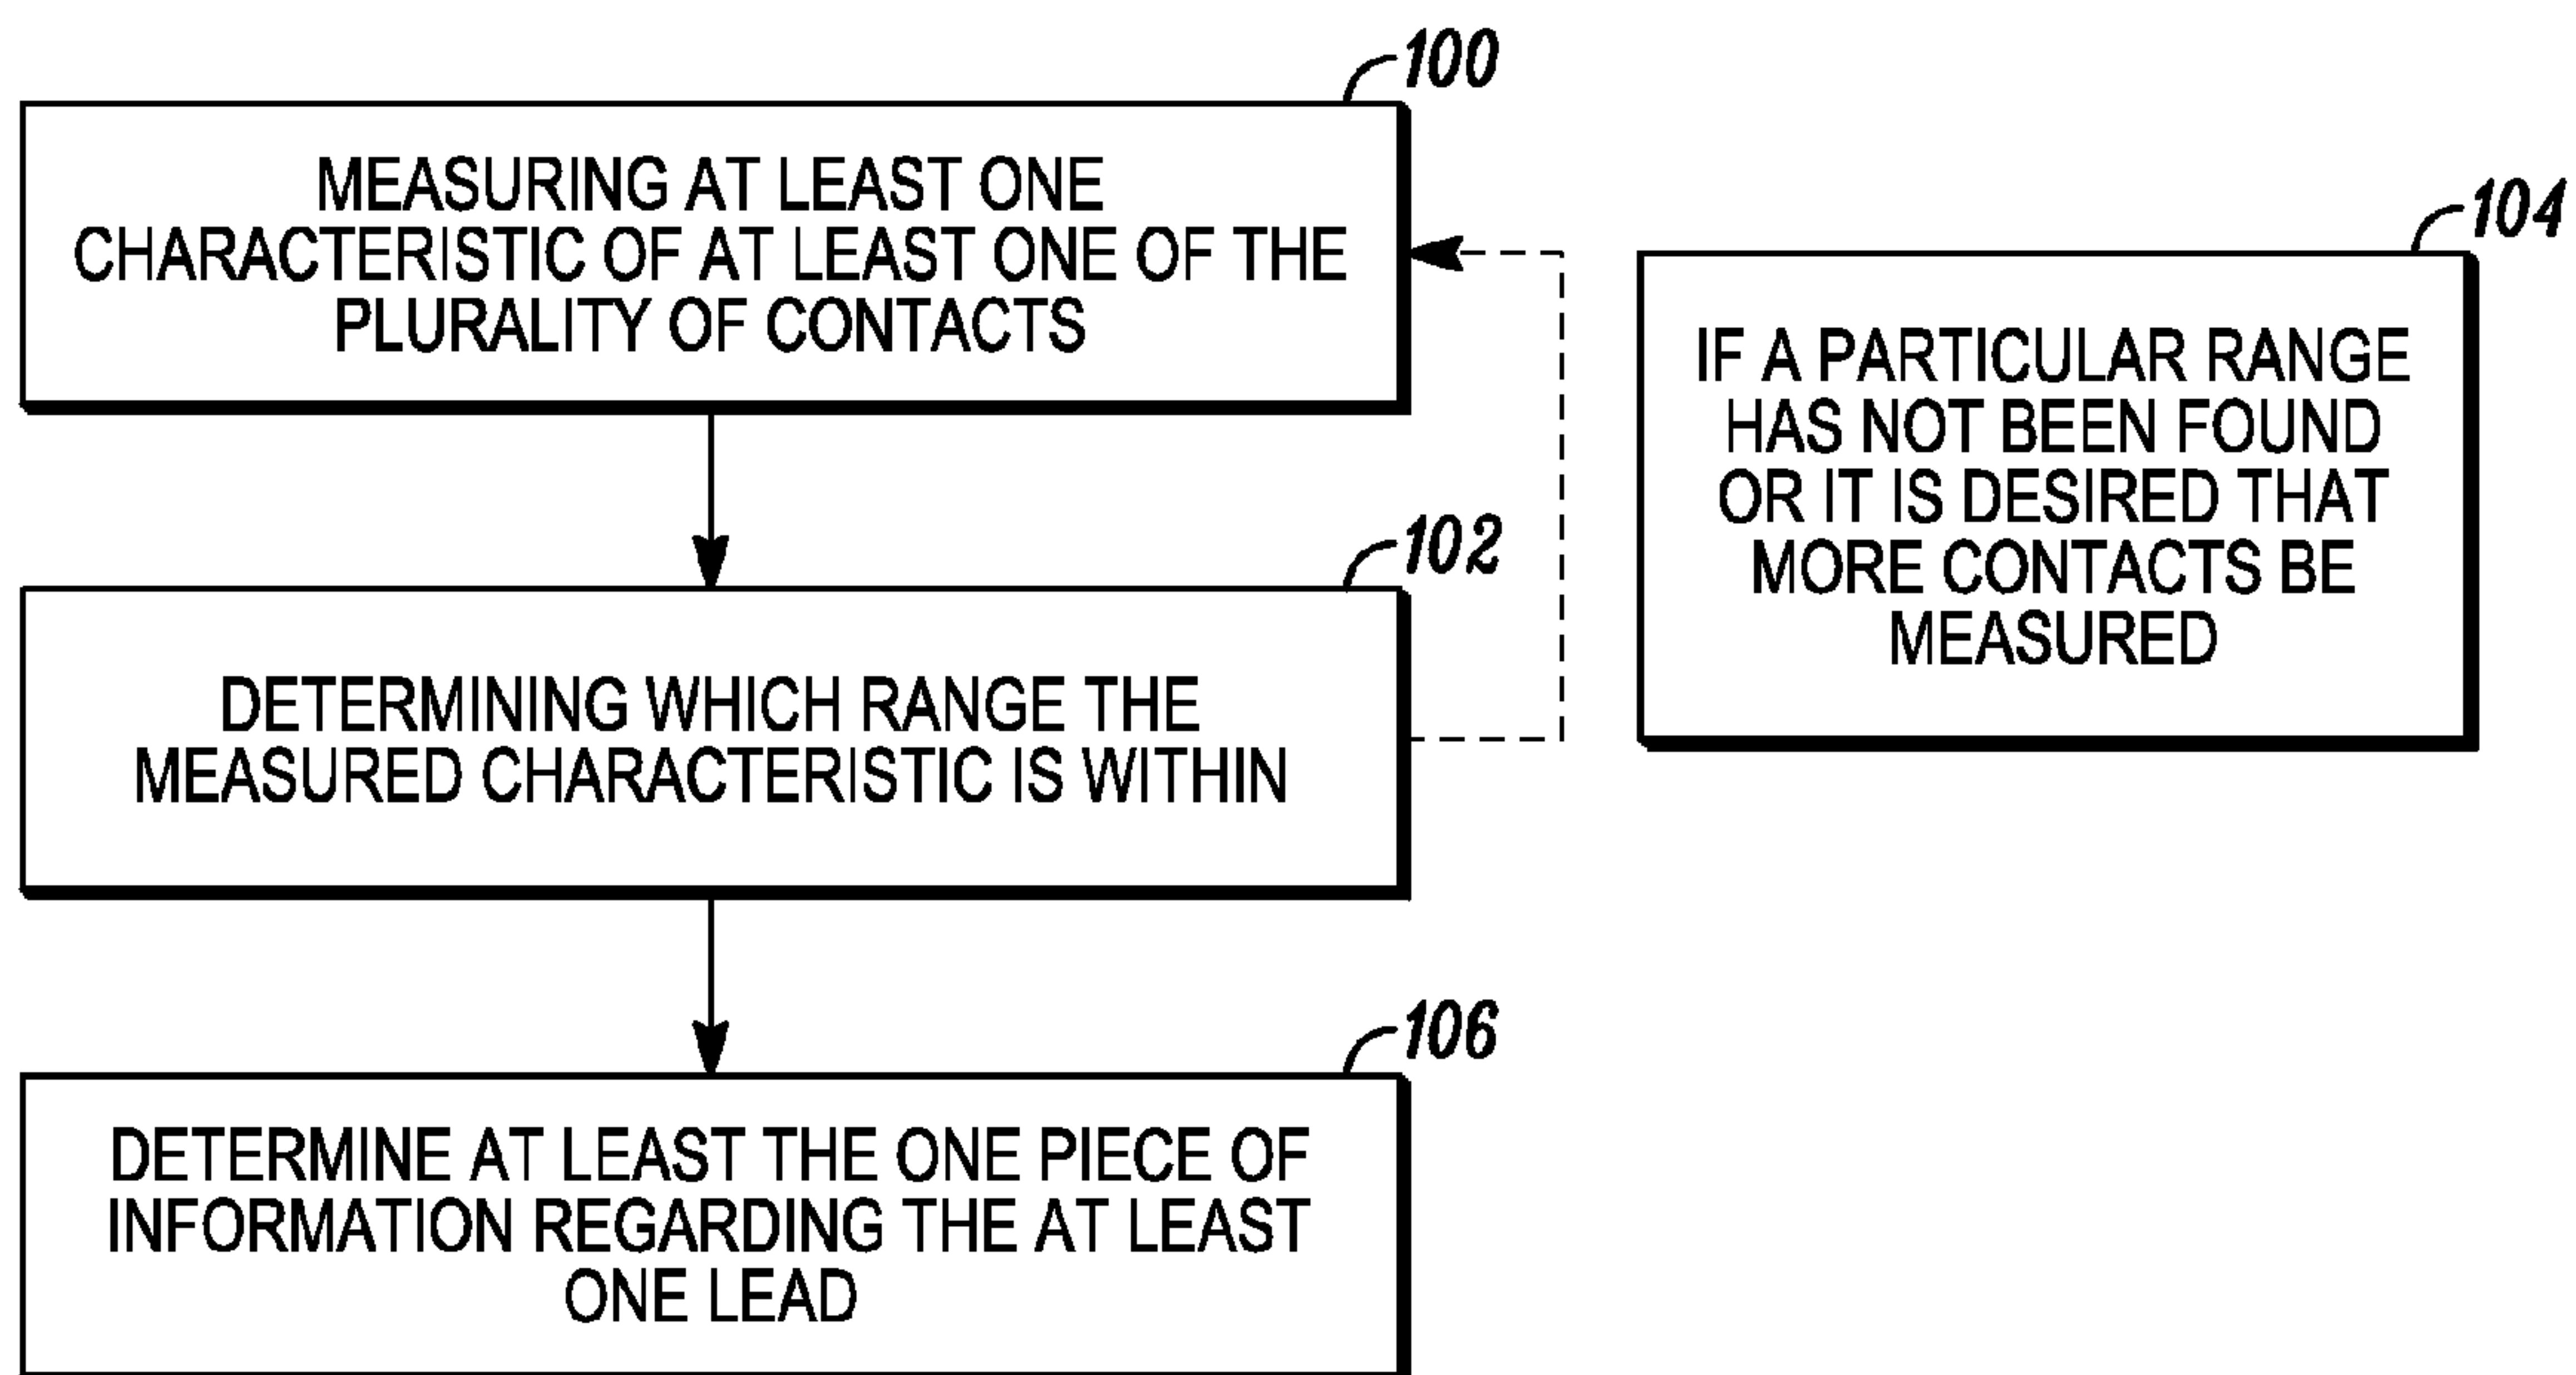 100
MEASURING AT LEAST ONE
CHARACTERISTIC OF AT LEAST ONE OF THE
PLURALITY OF CONTACTS
104
IF A PARTICULAR RANGE
HAS NOT BEEN FOUND
OR IT IS DESIRED THAT
MORE CONTACTS BE
MEASURED
102
DETERMINING WHICH RANGE THE
MEASURED CHARACTERISTIC IS WITHIN
106
DETERMINE AT LEAST THE ONE PIECE OF
INFORMATION REGARDING THE AT LEAST
ONE LEAD